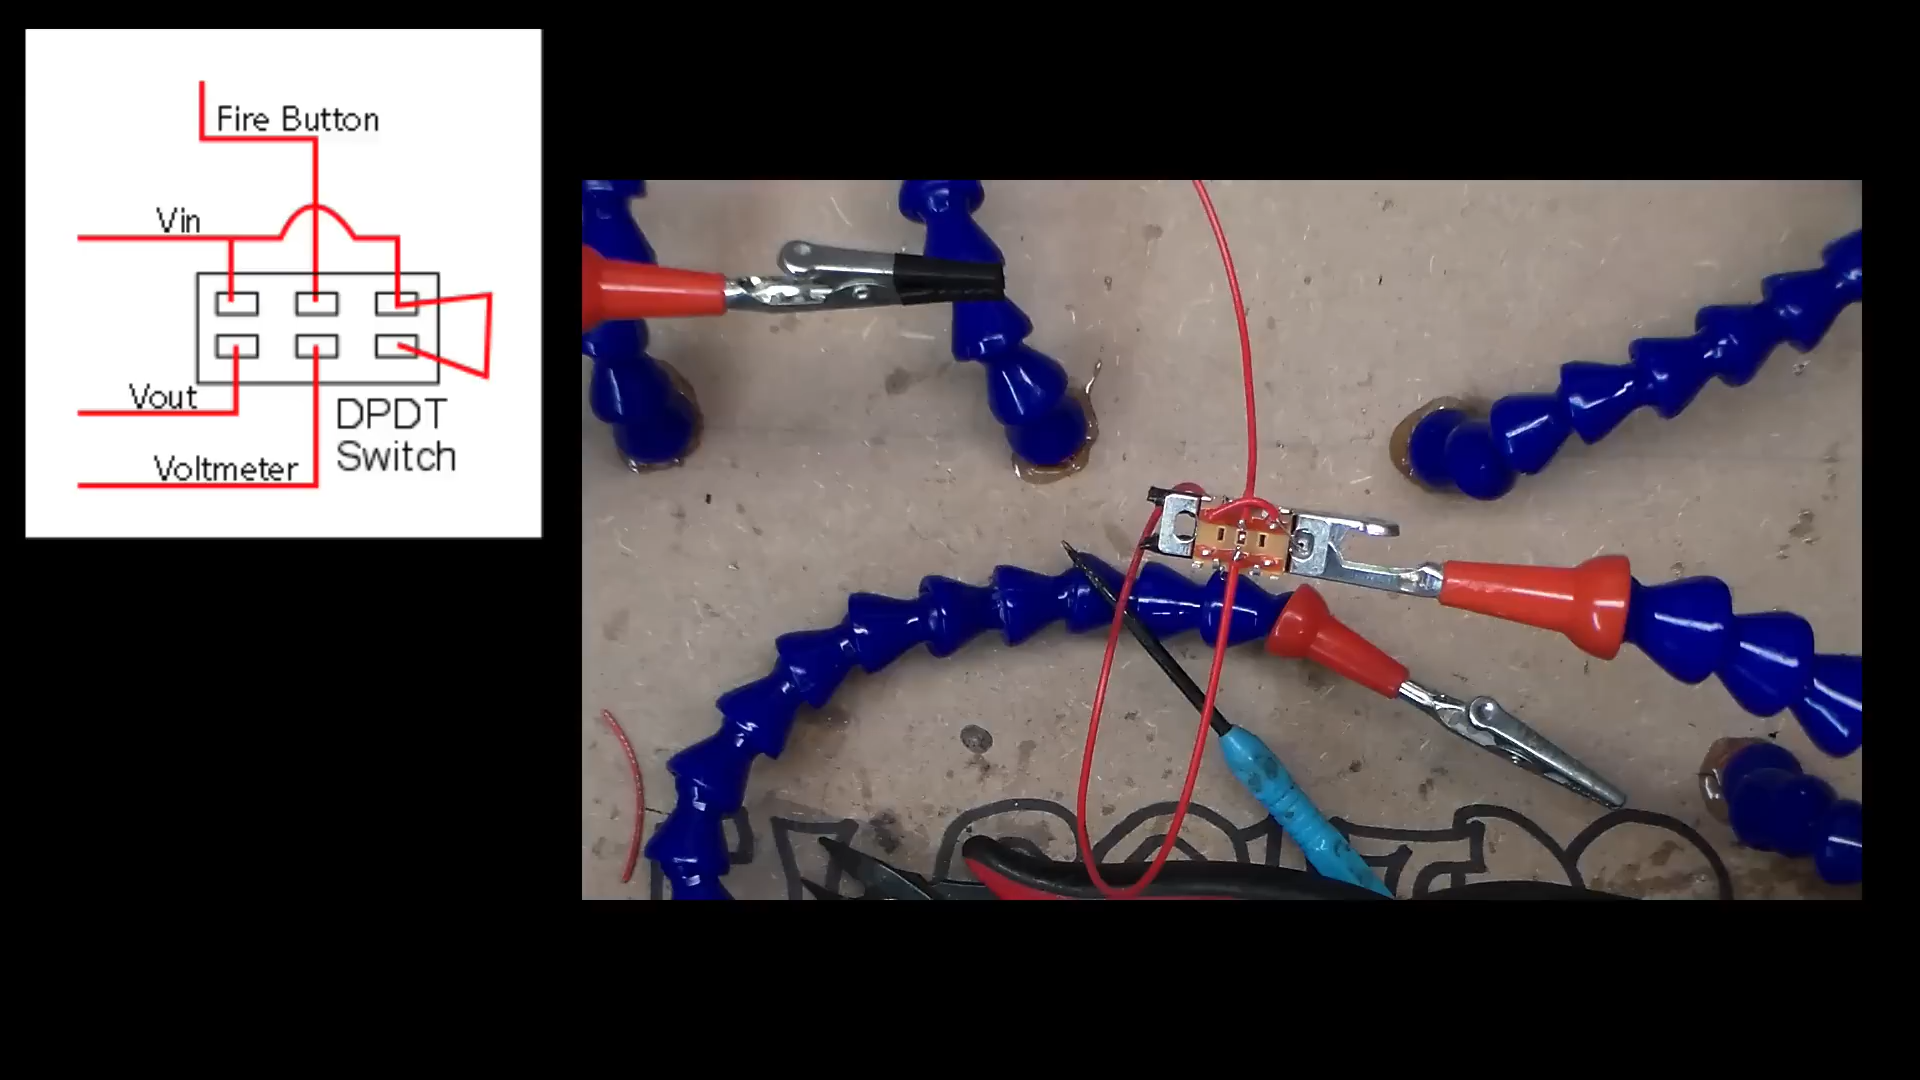 Fire Button
Vin
Vout
DPDT
Switch
Voltmeter